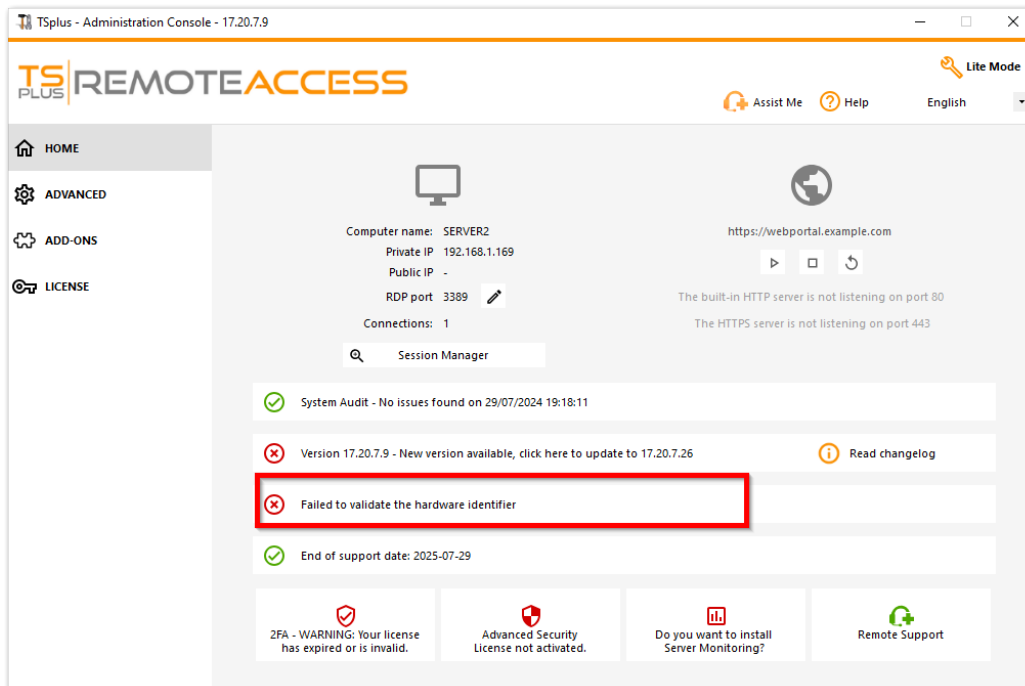 TSplus - Administration Console - 17.20.7.9
TS PLUS REMOTEACCESS
Lite Mode
Assist Me
Help
English
HOME
ADVANCED
ADD-ONS
LICENSE
Computer name: SERVER2
Private IP 192.168.1.169
Public IP -
RDP port 3389
Connections: 1
Session Manager
https://webportal.example.com
The built-in HTTP server is not listening on port 80
The HTTPS server is not listening on port 443
System Audit - No issues found on 29/07/2024 19:18:11
Version 17.20.7.9 - New version available, click here to update to 17.20.7.26
Read changelog
Failed to validate the hardware identifier
End of support date: 2025-07-29
2FA - WARNING: Your license
has expired or is invalid.
Advanced Security
License not activated.
Do you want to install
Server Monitoring?
Remote Support